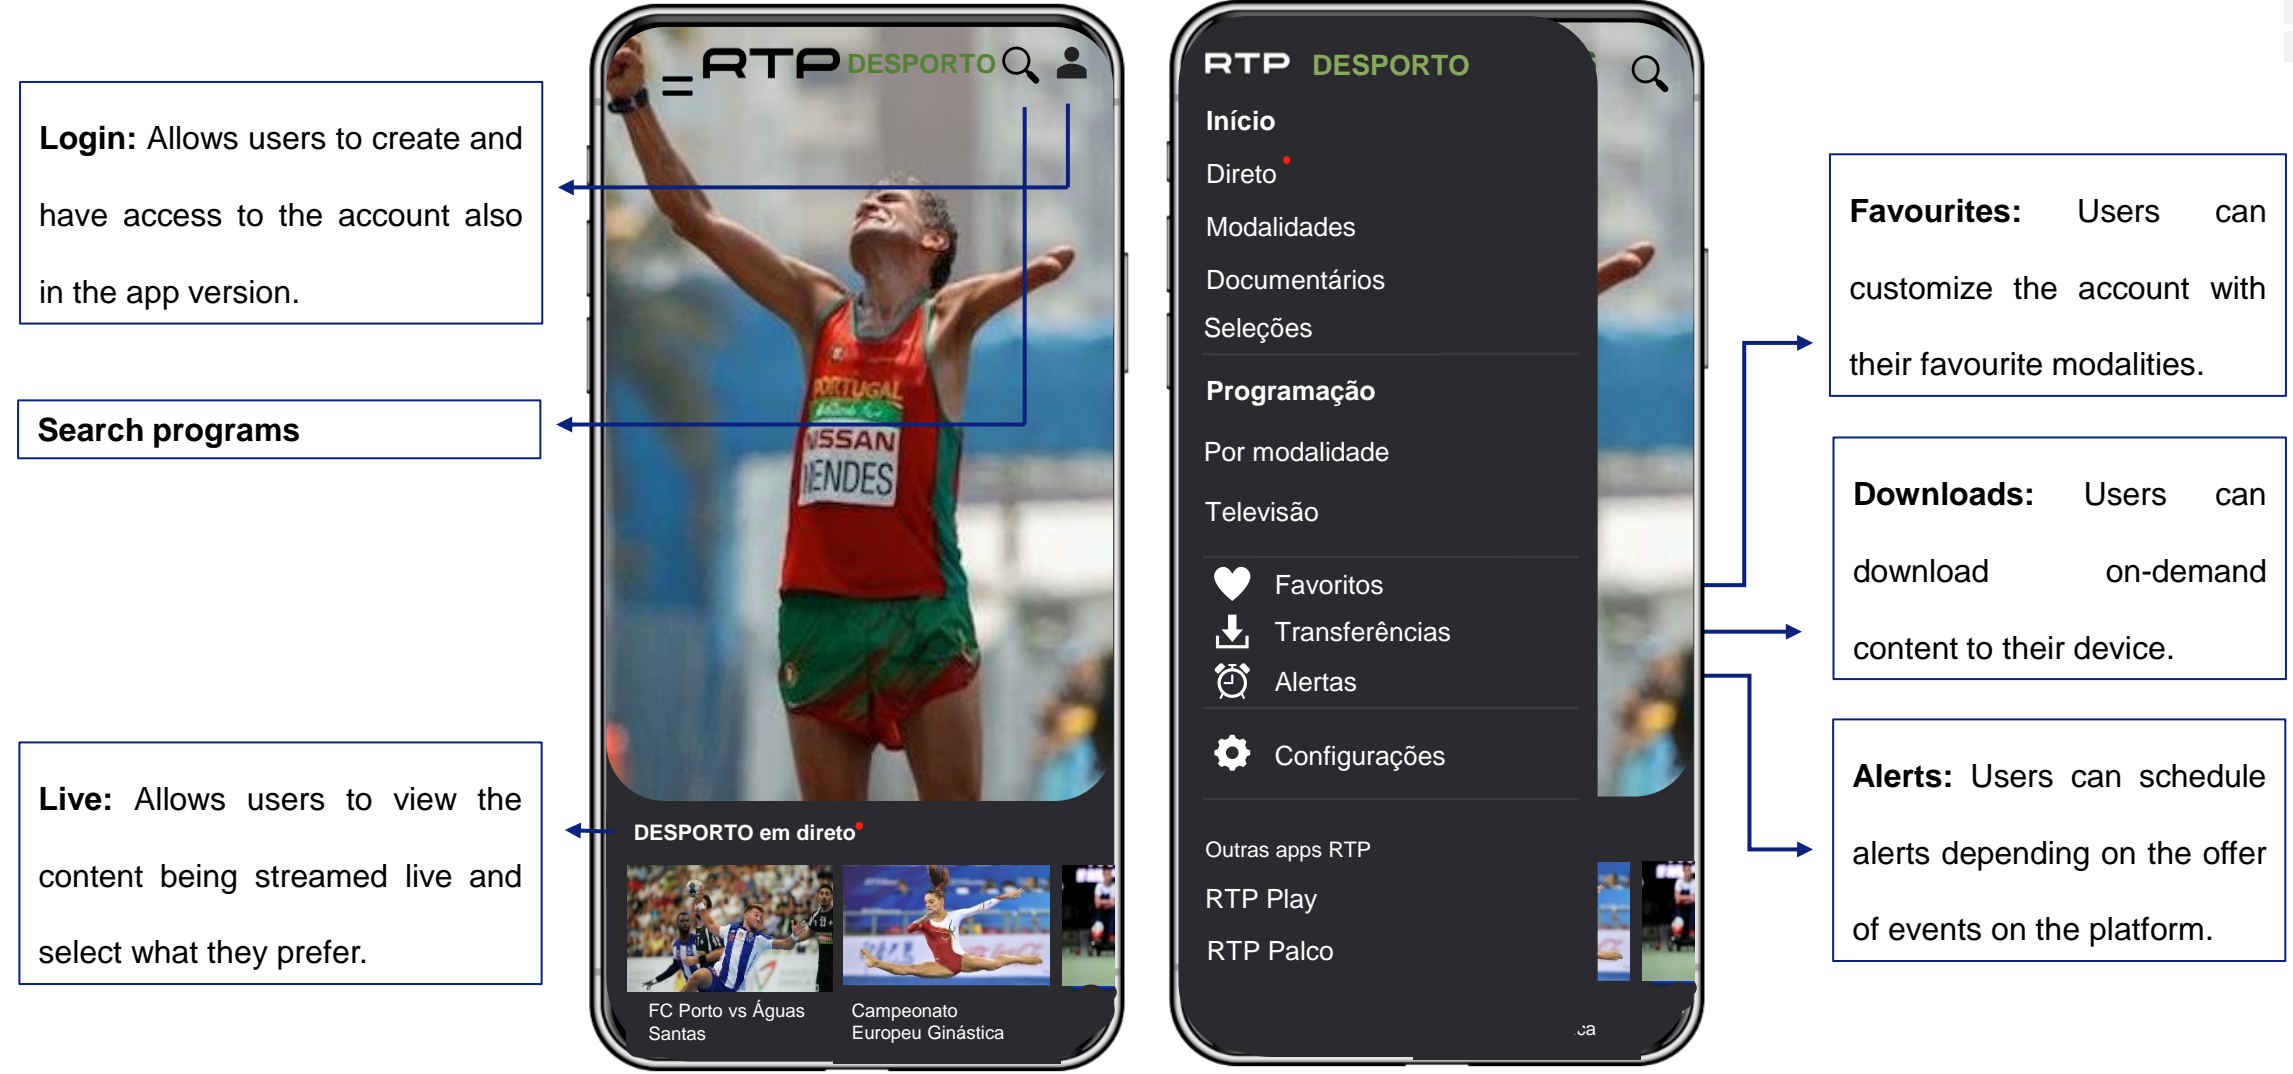 Login: Allows users to create and
have access to the account also
in the app version.
Search programs
Live: Allows users to view the
content being streamed live and
select what they prefer.
RTP DESPORTO
PORTUGAL
NISSAN
MENDES
DESPORTO em direto
FC Porto vs Águas
Santas
Campeonato
Europeu Ginástica
RTP DESPORTO
Início
Direto
Modalidades
Documentários
Seleções
Programação
Por modalidade
Televisão
Favoritos
Transferências
Alertas
Configurações
Outras apps RTP
RTP Play
RTP Palco
Favourites: Users can
customize the account with
their favourite modalities.
Downloads: Users can
download on-demand
content to their device.
Alerts: Users can schedule
alerts depending on the offer
of events on the platform.